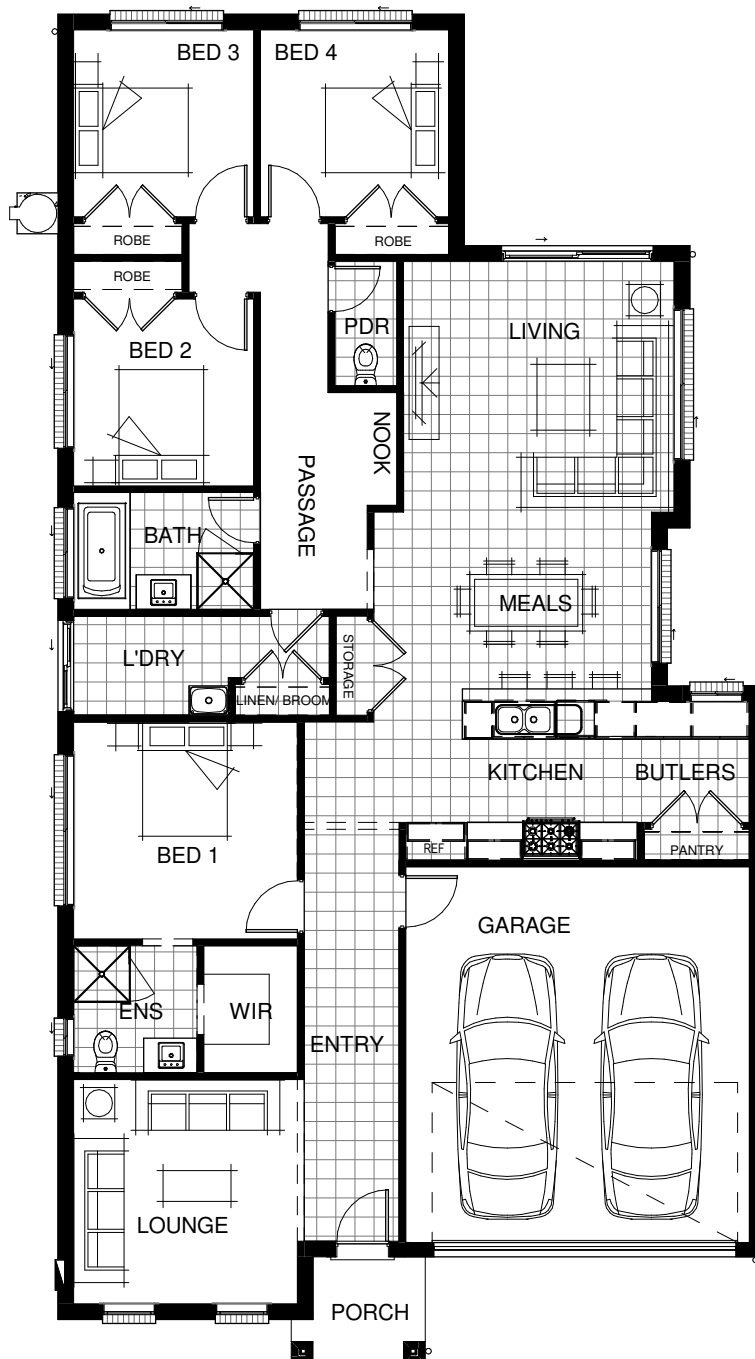 BED 3
BED 4
ROBE
ROBE
ROBE
BED 2
PDR
LIVING
NOOK
PASSAGE
BATH
MEALS
L'DRY
LINEN/ BROOM
STORAGE
KITCHEN
BUTLERS
BED 1
REF
PANTRY
GARAGE
ENS
WIR
ENTRY
LOUNGE
PORCH